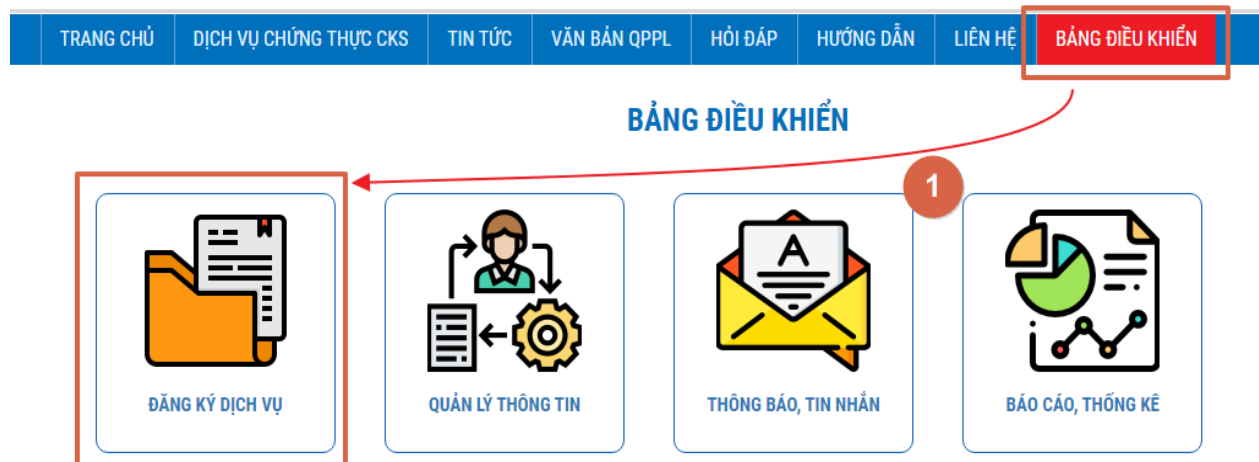 TRANG CHỦ DỊCH VỤ CHỨNG THỰC CKS TIN TỨC VĂN BẢN QPPL HỎI ĐÁP HƯỚNG DẪN LIÊN HỆ BẢNG ĐIỀU KHIỂN
BẢNG ĐIỀU KHIỂN
1
A
ĐĂNG KÝ DỊCH VỤ QUẢN LÝ THÔNG TIN THÔNG BÁO, TIN NHẮN BÁO CÁO, THỐNG KÊ